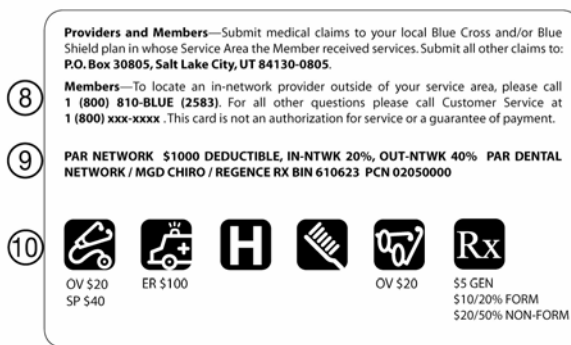 Providers and Members—Submit medical claims to your local Blue Cross and/or Blue
Shield plan in whose Service Area the Member received services. Submit all other claims to:
P.O. Box 30805, Salt Lake City, UT 84130-0805.
8
Members—To locate an in-network provider outside of your service area, please call
1 (800) 810-BLUE (2583). For all other questions please call Customer Service at
1 (800) xxx-xxxx . This card is not an authorization for service or a guarantee of payment.
9
PAR NETWORK $1000 DEDUCTIBLE, IN-NTWK 20%, OUT-NTWK 40% PAR DENTAL
NETWORK / MGD CHIRO / REGENCE RX BIN 610623 PCN 02050000
10
H Rx
OV $20 ER $100 OV $20 $5 GEN
SP $40 $10/20% FORM
$20/50% NON-FORM